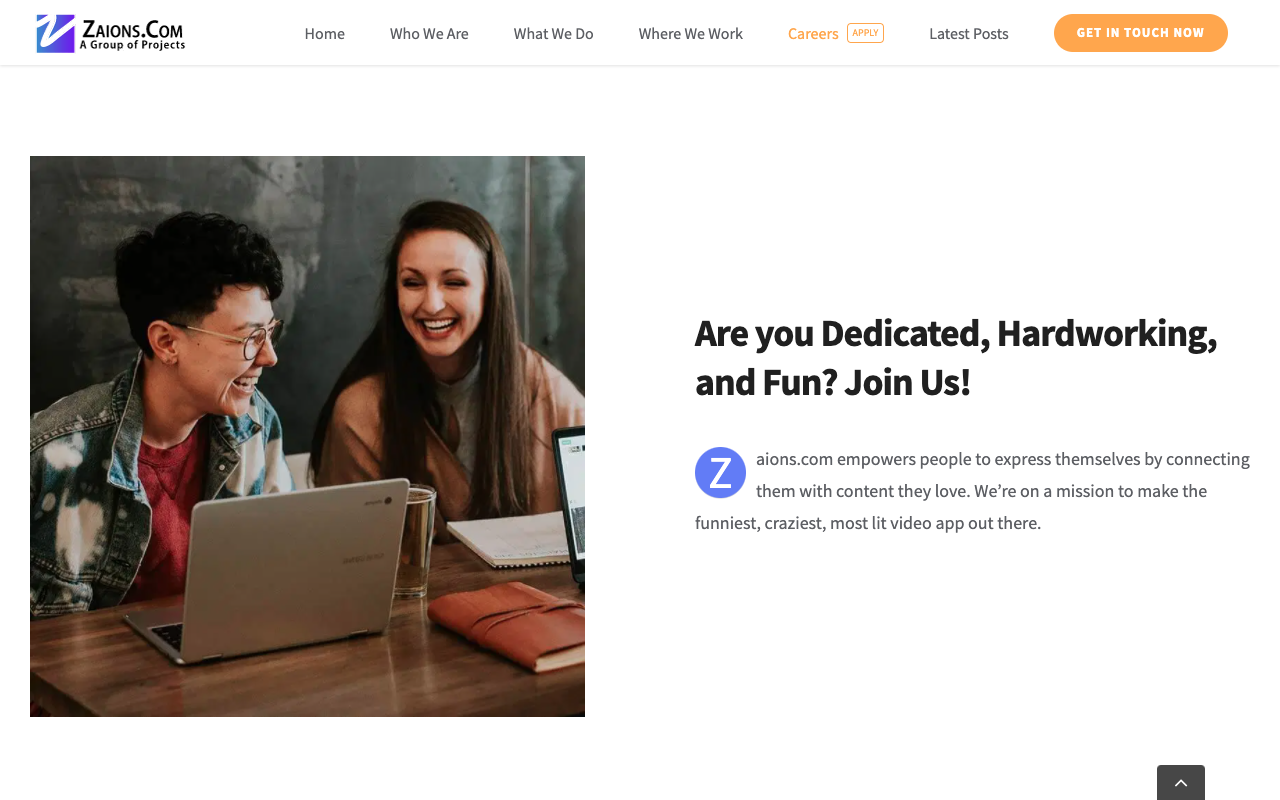 Zaions.Com
A Group of Projects
Home
Who We Are
What We Do
Where We Work
Careers APPLY
Latest Posts
GET IN TOUCH NOW
Are you Dedicated, Hardworking,
and Fun? Join Us!
Zaions.com empowers people to express themselves by connecting
them with content they love. We’re on a mission to make the
funniest, craziest, most lit video app out there.